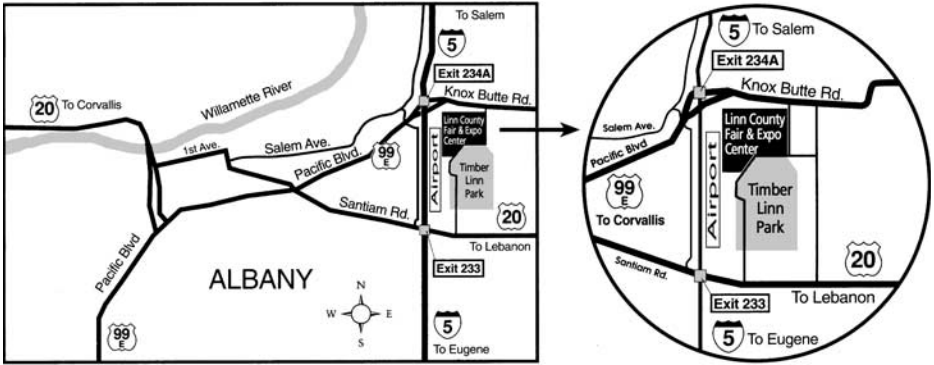 To Salem
5
Exit 234A
Knox Butte Rd.
20
To Corvallis
Willamette River
1st Ave.
Salem Ave.
Pacific Blvd.
99
E
Linn County
Fair & Expo
Center
Airport
Timber
Linn
Park
Santiam Rd.
20
To Lebanon
Exit 233
Pacific Blvd
ALBANY
N
W
E
S
99
E
5
To Eugene
5
To Salem
Exit 234A
Knox Butte Rd.
Salem Ave.
Pacific Blvd
Linn County
Fair & Expo
Center
99
E
To Corvallis
Airport
Timber
Linn
Park
20
Santiam Rd.
Exit 233
To Lebanon
5
To Eugene